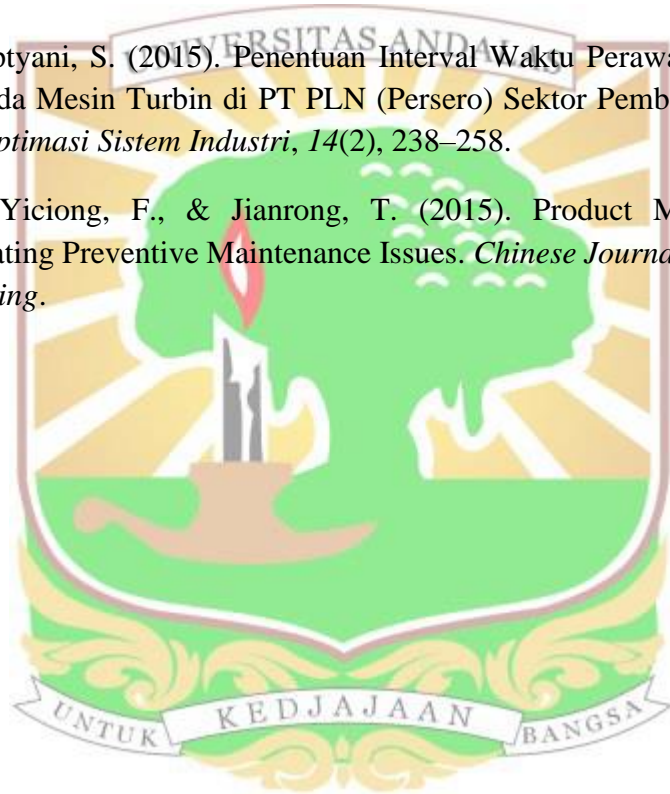 ptyani, S. (2015). Penentuan Interval Waktu Perawa
da Mesin Turbin di PT PLN (Persero) Sektor Pemb
ptimasi Sistem Industri, 14(2), 238–258.
Yiciong, F., & Jianrong, T. (2015). Product M
ating Preventive Maintenance Issues. Chinese Journa
ing.
UNIVERSITAS ANDALAS
UNTUK KEDJAJAAN BANGSA